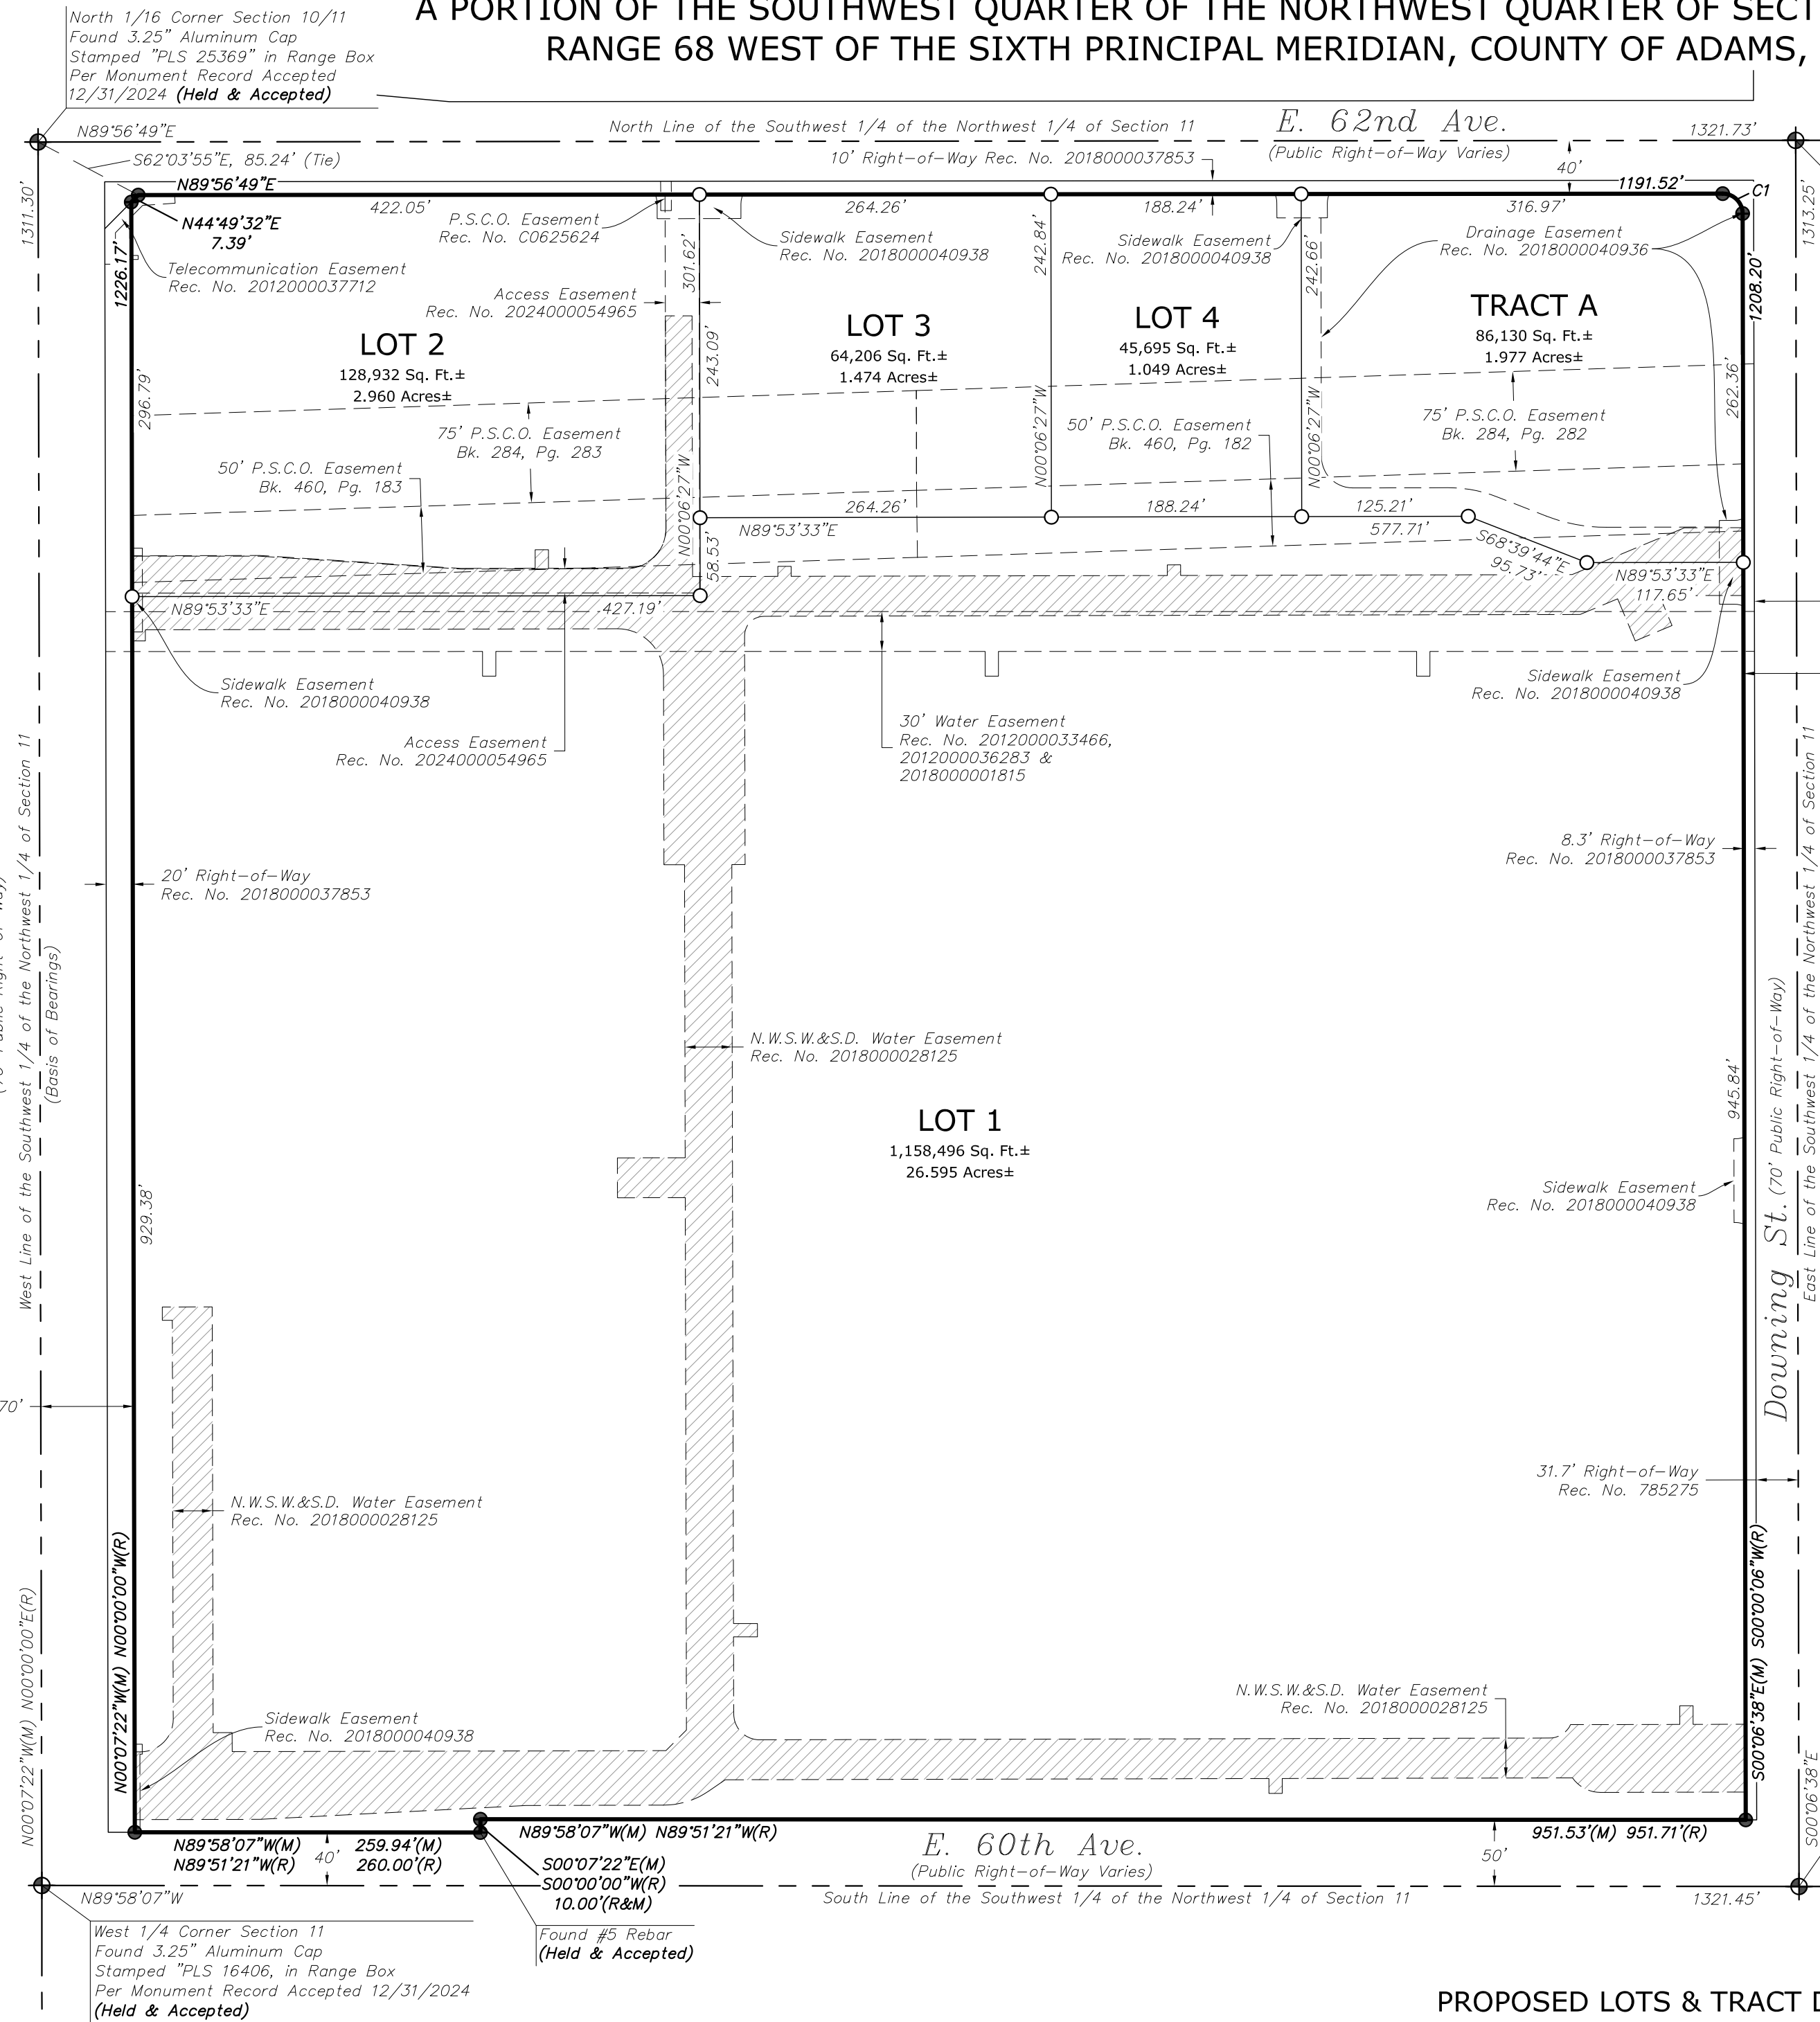 A PORTION OF THE SOUTHWEST QUARTER OF THE NORTHWEST QUARTER OF SECT
RANGE 68 WEST OF THE SIXTH PRINCIPAL MERIDIAN, COUNTY OF ADAMS,
North 1/16 Corner Section 10/11
Found 3.25" Aluminum Cap
Stamped "PLS 25369" in Range Box
Per Monument Record Accepted
12/31/2024 (Held & Accepted)
N89°56'49"E
North Line of the Southwest 1/4 of the Northwest 1/4 of Section 11
E. 62nd Ave.
(Public Right-of-Way Varies)
1321.73'
S62°03'55"E, 85.24' (Tie)
10' Right-of-Way Rec. No. 2018000037853
40'
1311.30'
1313.25'
N89°56'49"E
1191.52'
C1
422.05'
264.26'
188.24'
316.97'
N44°49'32"E
7.39'
1226.17'
P.S.C.O. Easement
Rec. No. C0625624
Sidewalk Easement
Rec. No. 2018000040938
Sidewalk Easement
Rec. No. 2018000040938
Drainage Easement
Rec. No. 2018000040936
Telecommunication Easement
Rec. No. 2012000037712
Access Easement
Rec. No. 2024000054965
301.62'
243.09'
242.84'
242.66'
1208.20'
LOT 2
128,932 Sq. Ft.±
2.960 Acres±
LOT 3
64,206 Sq. Ft.±
1.474 Acres±
LOT 4
45,695 Sq. Ft.±
1.049 Acres±
TRACT A
86,130 Sq. Ft.±
1.977 Acres±
296.79'
262.36'
75' P.S.C.O. Easement
Bk. 284, Pg. 283
50' P.S.C.O. Easement
Bk. 460, Pg. 183
50' P.S.C.O. Easement
Bk. 460, Pg. 182
75' P.S.C.O. Easement
Bk. 284, Pg. 282
N00°06'27"W
N00°06'27"W
N00°06'27"W
264.26'
188.24'
125.21'
N89°53'33"E
577.71'
S68°39'44"E
95.73'
58.53'
N89°53'33"E
117.65'
N89°53'33"E
427.19'
Sidewalk Easement
Rec. No. 2018000040938
Sidewalk Easement
Rec. No. 2018000040938
Access Easement
Rec. No. 2024000054965
30' Water Easement
Rec. No. 2012000033466,
2012000036283 &
2018000001815
West Line of the Southwest 1/4 of the Northwest 1/4 of Section 11
(Basis of Bearings)
20' Right-of-Way
Rec. No. 2018000037853
8.3' Right-of-Way
Rec. No. 2018000037853
East Line of the Southwest 1/4 of the Northwest 1/4 of Section 11
N.W.S.W.&S.D. Water Easement
Rec. No. 2018000028125
LOT 1
1,158,496 Sq. Ft.±
26.595 Acres±
945.84'
929.38'
Sidewalk Easement
Rec. No. 2018000040938
Downing St. (70' Public Right-of-Way)
70'
31.7' Right-of-Way
Rec. No. 785275
N.W.S.W.&S.D. Water Easement
Rec. No. 2018000028125
N00°07'22"W(M) N00°00'00"E(R)
N00°07'22"W(M) N00°00'00"W(R)
S00°06'38"E(M) S00°00'06"W(R)
S00°06'38"E
N.W.S.W.&S.D. Water Easement
Rec. No. 2018000028125
Sidewalk Easement
Rec. No. 2018000040938
N89°58'07"W(M) 259.94'(M)
N89°51'21"W(R) 260.00'(R)
40'
N89°58'07"W(M) N89°51'21"W(R)
E. 60th Ave.
(Public Right-of-Way Varies)
951.53'(M) 951.71'(R)
50'
S00°07'22"E(M)
S00°00'00"W(R)
10.00'(R&M)
N89°58'07"W
South Line of the Southwest 1/4 of the Northwest 1/4 of Section 11
1321.45'
West 1/4 Corner Section 11
Found 3.25" Aluminum Cap
Stamped "PLS 16406, in Range Box
Per Monument Record Accepted 12/31/2024
(Held & Accepted)
Found #5 Rebar
(Held & Accepted)
PROPOSED LOTS & TRACT D